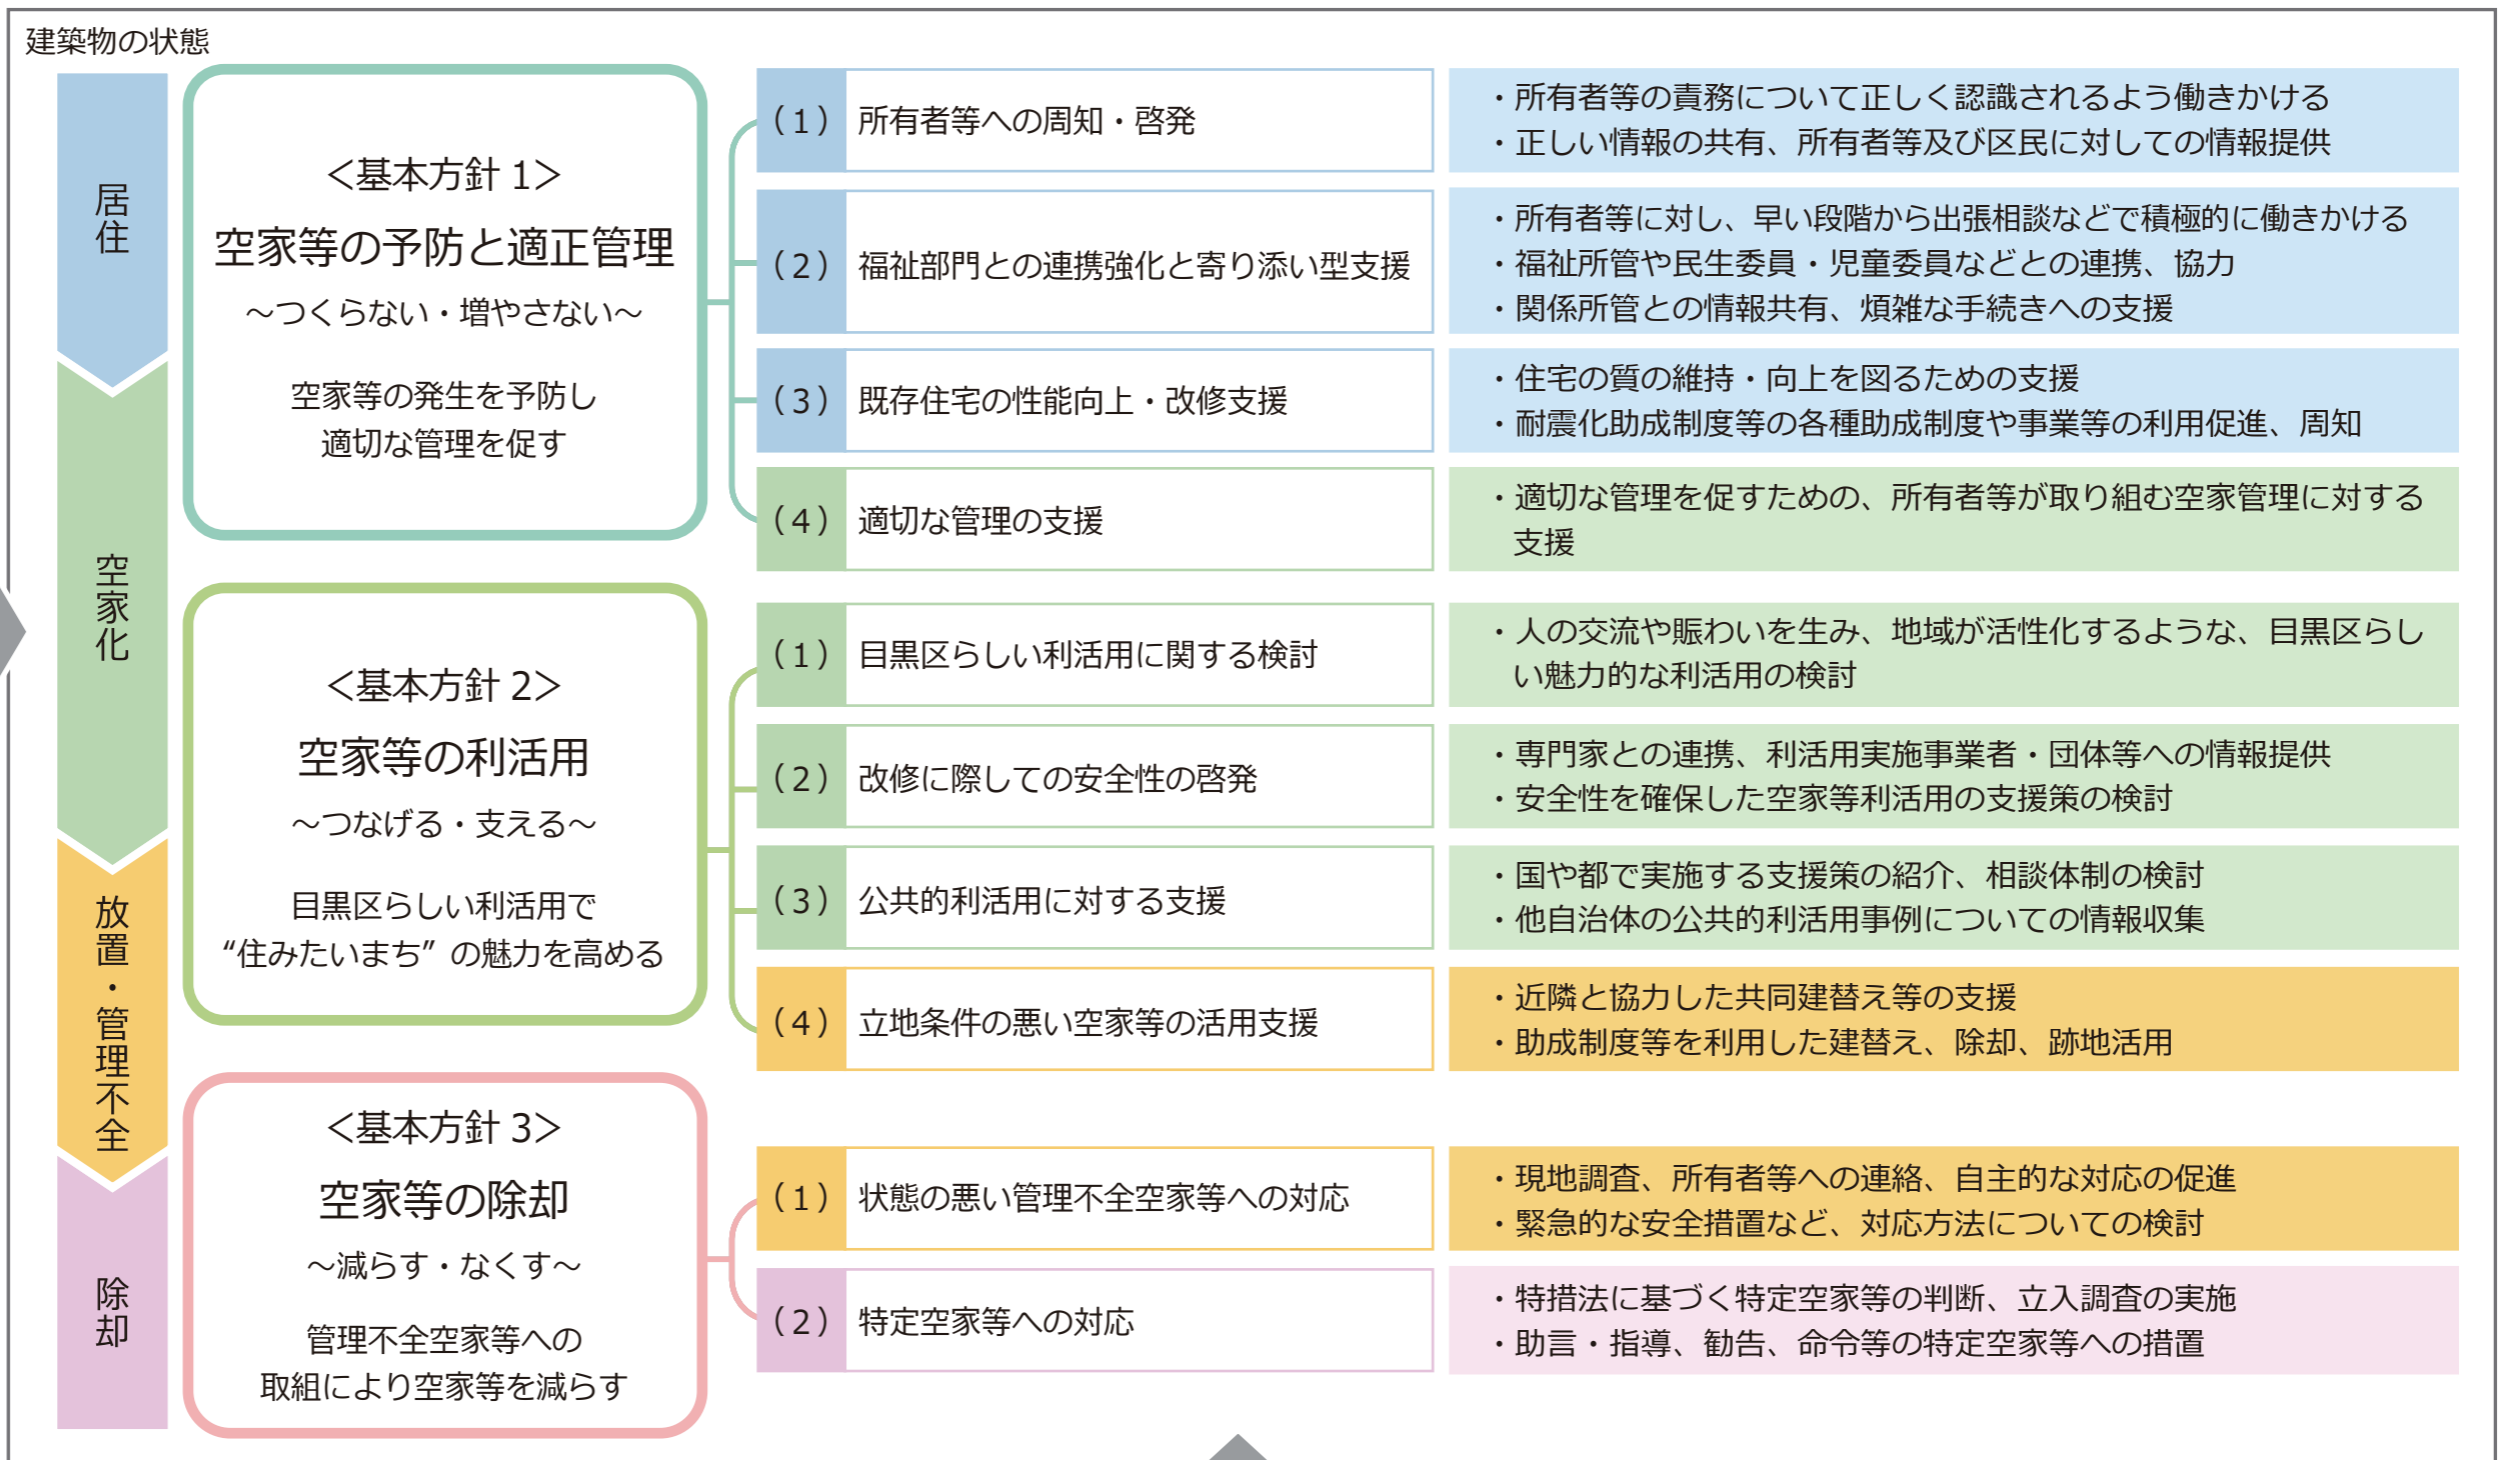 建築物の状態
居住
空家化
放置・管理不全
除却
＜基本方針 1＞
空家等の予防と適正管理
～つくらない・増やさない～
空家等の発生を予防し
適切な管理を促す
（1） 所有者等への周知・啓発
・所有者等の責務について正しく認識されるよう働きかける
・正しい情報の共有、所有者等及び区民に対しての情報提供
（2） 福祉部門との連携強化と寄り添い型支援
・所有者等に対し、早い段階から出張相談などで積極的に働きかける
・福祉所管や民生委員・児童委員などとの連携、協力
・関係所管との情報共有、煩雑な手続きへの支援
（3） 既存住宅の性能向上・改修支援
・住宅の質の維持・向上を図るための支援
・耐震化助成制度等の各種助成制度や事業等の利用促進、周知
（4） 適切な管理の支援
・適切な管理を促すための、所有者等が取り組む空家管理に対する
支援
＜基本方針 2＞
空家等の利活用
～つなげる・支える～
目黒区らしい利活用で
“住みたいまち” の魅力を高める
（1） 目黒区らしい利活用に関する検討
・人の交流や賑わいを生み、地域が活性化するような、目黒区らし
い魅力的な利活用の検討
（2） 改修に際しての安全性の啓発
・専門家との連携、利活用実施事業者・団体等への情報提供
・安全性を確保した空家等利活用の支援策の検討
（3） 公共的利活用に対する支援
・国や都で実施する支援策の紹介、相談体制の検討
・他自治体の公共的利活用事例についての情報収集
（4） 立地条件の悪い空家等の活用支援
・近隣と協力した共同建替え等の支援
・助成制度等を利用した建替え、除却、跡地活用
＜基本方針 3＞
空家等の除却
～減らす・なくす～
管理不全空家等への
取組により空家等を減らす
（1） 状態の悪い管理不全空家等への対応
・現地調査、所有者等への連絡、自主的な対応の促進
・緊急的な安全措置など、対応方法についての検討
（2） 特定空家等への対応
・特措法に基づく特定空家等の判断、立入調査の実施
・助言・指導、勧告、命令等の特定空家等への措置